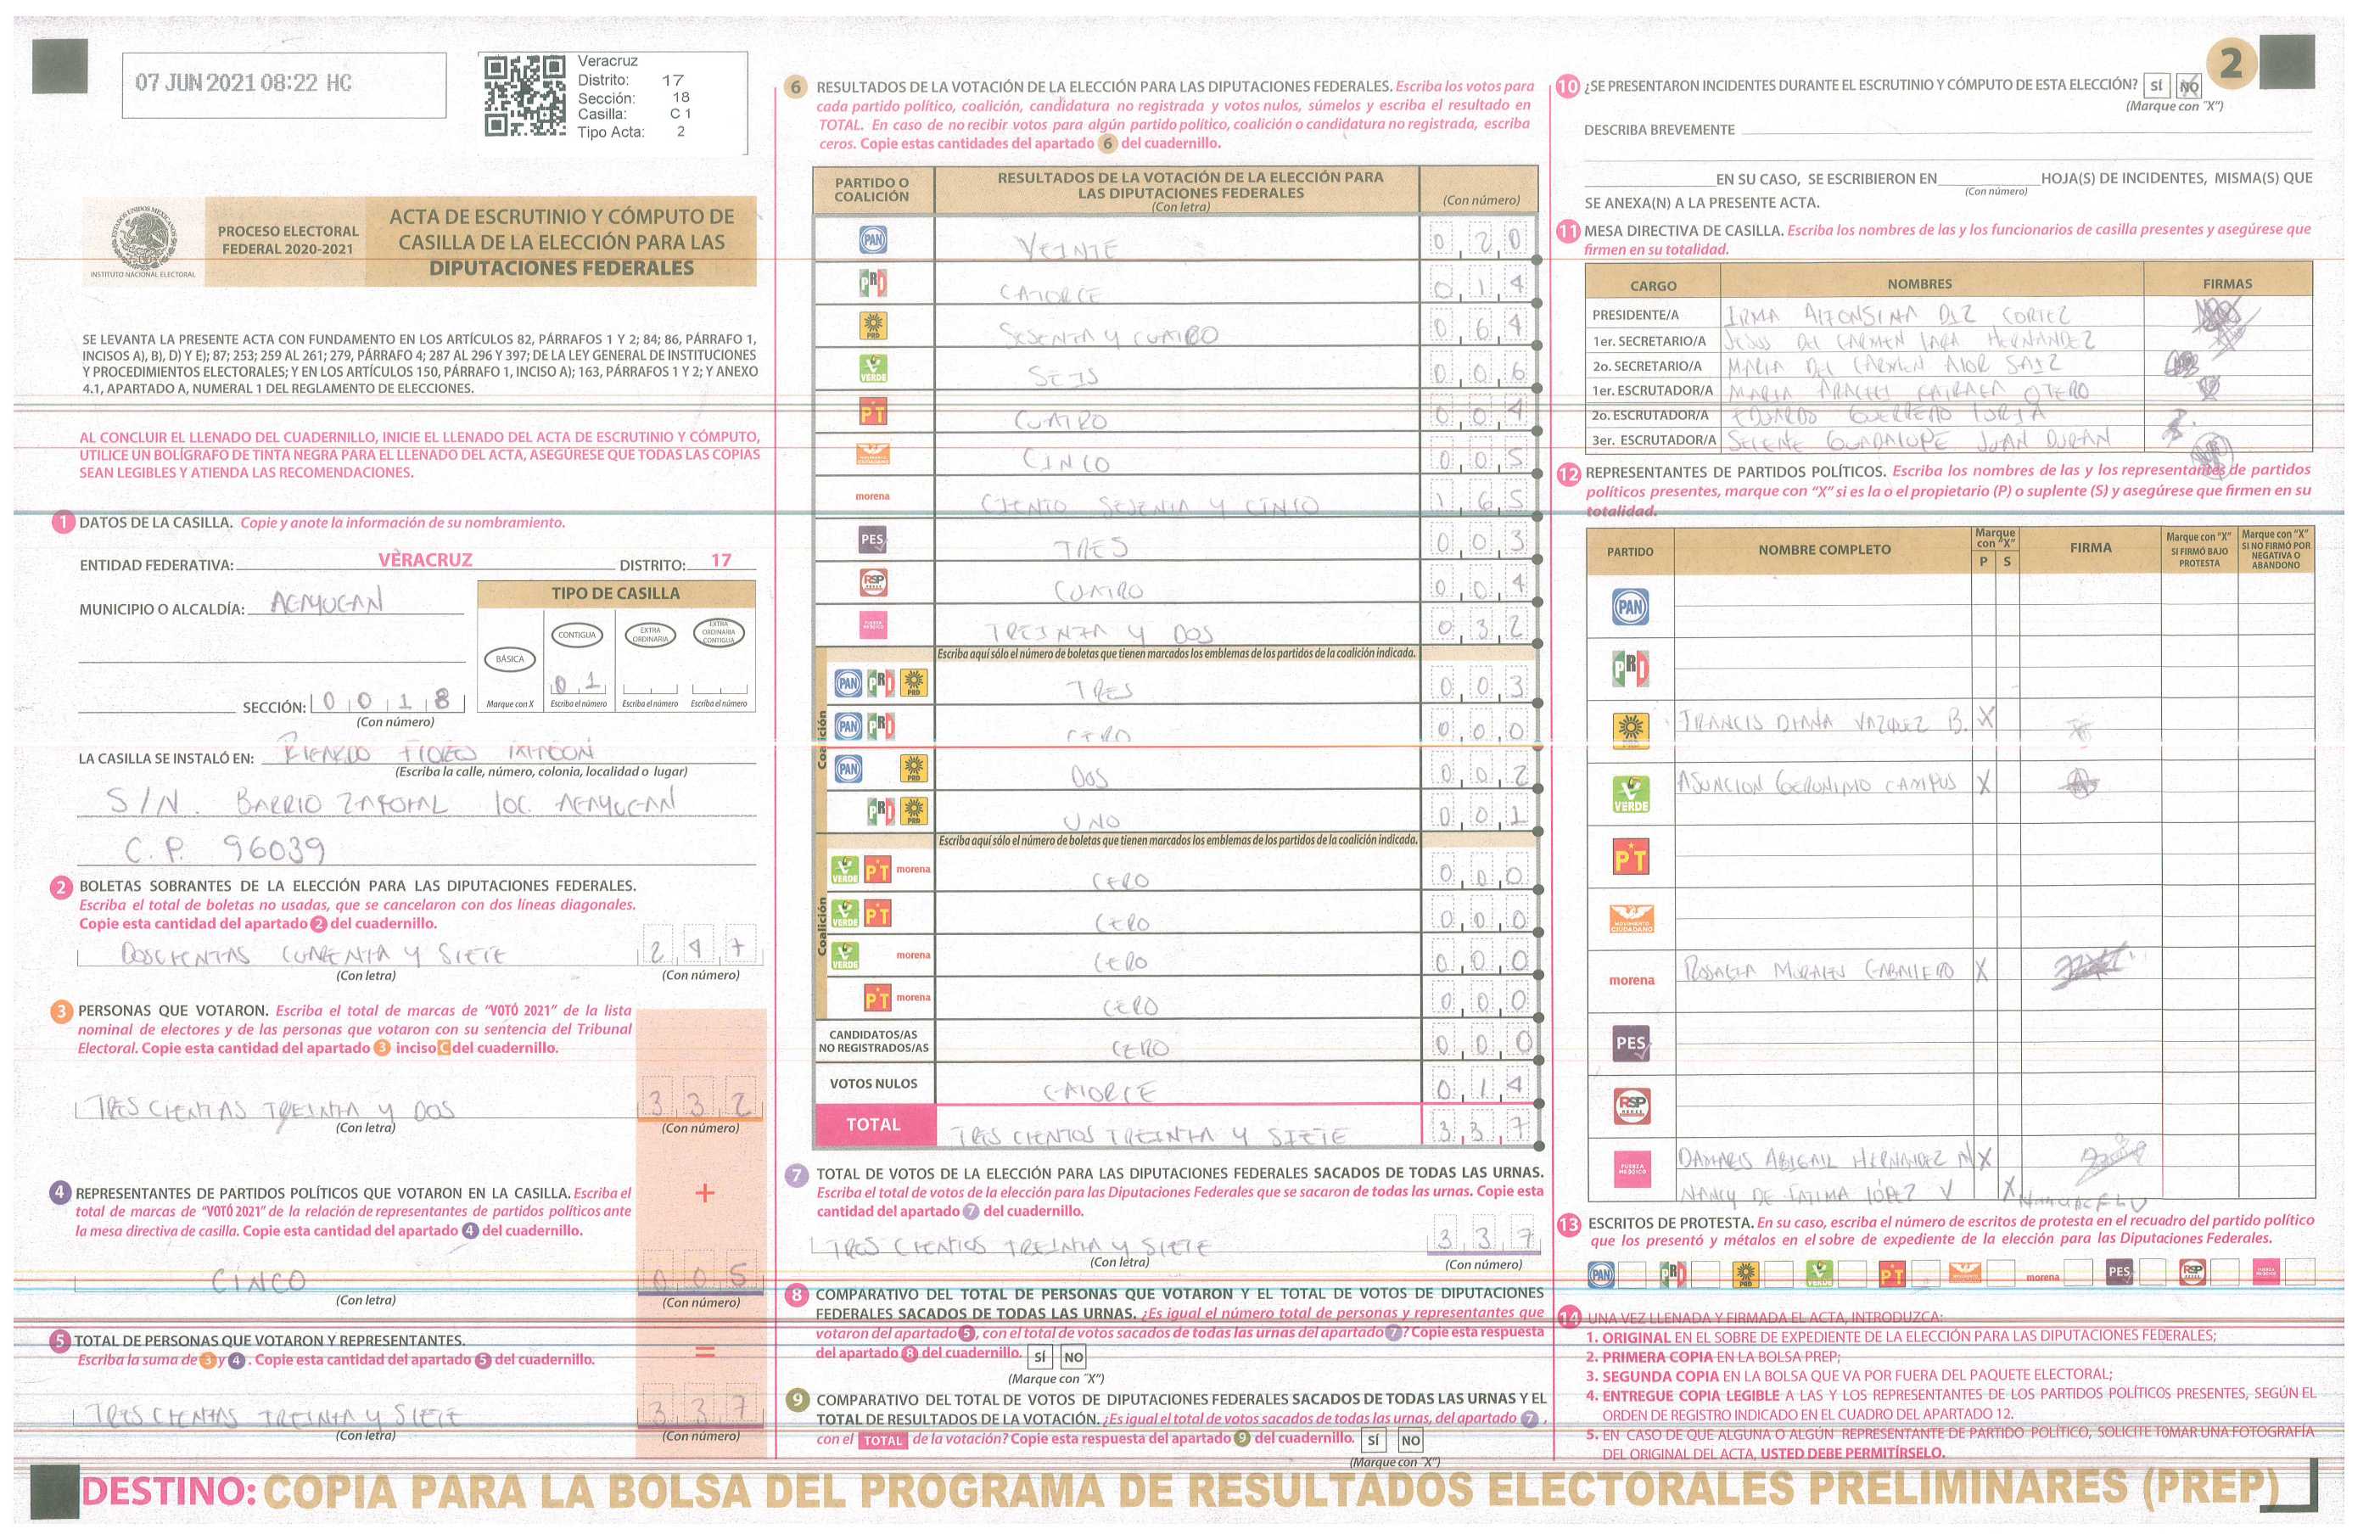 07 JUN 2021 08:22 HC
Veracruz
Distrito: 17
Sección: 18
Casilla: C 1
Tipo Acta: 2
INSTITUTO NACIONAL ELECTORAL
PROCESO ELECTORAL
FEDERAL 2020-2021
ACTA DE ESCRUTINIO Y CÓMPUTO DE
CASILLA DE LA ELECCIÓN PARA LAS
DIPUTACIONES FEDERALES
SE LEVANTA LA PRESENTE ACTA CON FUNDAMENTO EN LOS ARTÍCULOS 82, PÁRRAFOS 1 Y 2; 84; 86, PÁRRAFO 1,
INCISOS A), B), D) Y E); 87; 253; 259 AL 261; 279, PÁRRAFO 4; 287 AL 296 Y 397; DE LA LEY GENERAL DE INSTITUCIONES
Y PROCEDIMIENTOS ELECTORALES; Y EN LOS ARTÍCULOS 150, PÁRRAFO 1, INCISO A); 163, PÁRRAFOS 1 Y 2; Y ANEXO
4.1, APARTADO A, NUMERAL 1 DEL REGLAMENTO DE ELECCIONES.
AL CONCLUIR EL LLENADO DEL CUADERNILLO, INICIE EL LLENADO DEL ACTA DE ESCRUTINIO Y CÓMPUTO,
UTILICE UN BOLÍGRAFO DE TINTA NEGRA PARA EL LLENADO DEL ACTA, ASEGÚRESE QUE TODAS LAS COPIAS
SEAN LEGIBLES Y ATIENDA LAS RECOMENDACIONES.
1 DATOS DE LA CASILLA. Copie y anote la información de su nombramiento.
ENTIDAD FEDERATIVA: VERACRUZ DISTRITO: 17
MUNICIPIO O ALCALDÍA: ACAYUCAN
TIPO DE CASILLA
BÁSICA CONTIGUA EXTRA ORDINARIA EXTRA ORDINARIA CONTIGUA
0 1
Marque con X Escriba el número Escriba el número Escriba el número
SECCIÓN: 0 0 1 8
(Con número)
LA CASILLA SE INSTALÓ EN: RICARDO FLORES MAGON
(Escriba la calle, número, colonia, localidad o lugar)
S/N. BARRIO ZAPOTAL LOC. ACAYUCAN
C.P. 96039
2 BOLETAS SOBRANTES DE LA ELECCIÓN PARA LAS DIPUTACIONES FEDERALES.
Escriba el total de boletas no usadas, que se cancelaron con dos líneas diagonales.
Copie esta cantidad del apartado 2 del cuadernillo.
DOSCIENTAS CUARENTA Y SIETE 2 4 7
(Con letra) (Con número)
3 PERSONAS QUE VOTARON. Escriba el total de marcas de "VOTÓ 2021" de la lista
nominal de electores y de las personas que votaron con su sentencia del Tribunal
Electoral. Copie esta cantidad del apartado 3 inciso C del cuadernillo.
TRES CIENTAS TREINTA Y DOS 3 3 2
(Con letra) (Con número)
+
4 REPRESENTANTES DE PARTIDOS POLÍTICOS QUE VOTARON EN LA CASILLA. Escriba el
total de marcas de "VOTÓ 2021" de la relación de representantes de partidos políticos ante
la mesa directiva de casilla. Copie esta cantidad del apartado 4 del cuadernillo.
CINCO 0 0 5
(Con letra) (Con número)
5 TOTAL DE PERSONAS QUE VOTARON Y REPRESENTANTES.
Escriba la suma de 3 y 4. Copie esta cantidad del apartado 5 del cuadernillo.
=
TRES CIENTAS TREINTA Y SIETE 3 3 7
(Con letra) (Con número)
6 RESULTADOS DE LA VOTACIÓN DE LA ELECCIÓN PARA LAS DIPUTACIONES FEDERALES. Escriba los votos para
cada partido político, coalición, candidatura no registrada y votos nulos, súmelos y escriba el resultado en
TOTAL. En caso de no recibir votos para algún partido político, coalición o candidatura no registrada, escriba
ceros. Copie estas cantidades del apartado 6 del cuadernillo.
PARTIDO O COALICIÓN RESULTADOS DE LA VOTACIÓN DE LA ELECCIÓN PARA LAS DIPUTACIONES FEDERALES (Con letra) (Con número)
PAN VEINTE 0 2 0
PRI CATORCE 0 1 4
PRD SESENTA Y CUATRO 0 6 4
VERDE SEIS 0 0 6
PT CUATRO 0 0 4
CINCO 0 0 5
morena CIENTO SESENTA Y CINCO 1 6 5
PES TRES 0 0 3
RSP CUATRO 0 0 4
FUERZA MÉXICO TREINTA Y DOS 0 3 2
Escriba aquí sólo el número de boletas que tienen marcados los emblemas de los partidos de la coalición indicada.
Coalición
PAN PRI PRD TRES 0 0 3
PAN PRI CERO 0 0 0
PAN PRD DOS 0 0 2
PRI PRD UNO 0 0 1
Escriba aquí sólo el número de boletas que tienen marcados los emblemas de los partidos de la coalición indicada.
Coalición
VERDE PT morena CERO 0 0 0
VERDE PT CERO 0 0 0
VERDE morena CERO 0 0 0
PT morena CERO 0 0 0
CANDIDATOS/AS NO REGISTRADOS/AS CERO 0 0 0
VOTOS NULOS CATORCE 0 1 4
TOTAL TRES CIENTOS TREINTA Y SIETE 3 3 7
7 TOTAL DE VOTOS DE LA ELECCIÓN PARA LAS DIPUTACIONES FEDERALES SACADOS DE TODAS LAS URNAS.
Escriba el total de votos de la elección para las Diputaciones Federales que se sacaron de todas las urnas. Copie esta
cantidad del apartado 7 del cuadernillo.
TRES CIENTOS TREINTA Y SIETE 3 3 7
(Con letra) (Con número)
8 COMPARATIVO DEL TOTAL DE PERSONAS QUE VOTARON Y EL TOTAL DE VOTOS DE DIPUTACIONES
FEDERALES SACADOS DE TODAS LAS URNAS. ¿Es igual el número total de personas y representantes que
votaron del apartado 5, con el total de votos sacados de todas las urnas del apartado 7? Copie esta respuesta
del apartado 8 del cuadernillo. SÍ NO
(Marque con "X")
9 COMPARATIVO DEL TOTAL DE VOTOS DE DIPUTACIONES FEDERALES SACADOS DE TODAS LAS URNAS Y EL
TOTAL DE RESULTADOS DE LA VOTACIÓN. ¿Es igual el total de votos sacados de todas las urnas, del apartado 7,
con el TOTAL de la votación? Copie esta respuesta del apartado 9 del cuadernillo. SÍ NO
(Marque con "X")
2
10 ¿SE PRESENTARON INCIDENTES DURANTE EL ESCRUTINIO Y CÓMPUTO DE ESTA ELECCIÓN? SÍ NO
(Marque con "X")
DESCRIBA BREVEMENTE
EN SU CASO, SE ESCRIBIERON EN HOJA(S) DE INCIDENTES, MISMA(S) QUE
(Con número)
SE ANEXA(N) A LA PRESENTE ACTA.
11 MESA DIRECTIVA DE CASILLA. Escriba los nombres de las y los funcionarios de casilla presentes y asegúrese que
firmen en su totalidad.
CARGO NOMBRES FIRMAS
PRESIDENTE/A IRMA ALFONSINA DIZ CORTEZ
1er. SECRETARIO/A JESUS DEL CARMEN JARA HERNANDEZ
2o. SECRETARIO/A MARIA DEL CARMEN ALOR SAIZ
1er. ESCRUTADOR/A MARIA ARACELI OTERO
2o. ESCRUTADOR/A EDUARDO GUERRERO
3er. ESCRUTADOR/A SELENE GUADALUPE JUAN DURAN
12 REPRESENTANTES DE PARTIDOS POLÍTICOS. Escriba los nombres de las y los representantes de partidos
políticos presentes, marque con "X" si es la o el propietario (P) o suplente (S) y asegúrese que firmen en su
totalidad.
PARTIDO NOMBRE COMPLETO Marque con "X" P S FIRMA Marque con "X" SI FIRMÓ BAJO PROTESTA Marque con "X" SI NO FIRMÓ POR NEGATIVA O ABANDONO
PAN
PRI
PRD FRANCIS DIANA VAZQUEZ B. X
VERDE ASUNCION GERONIMO CAMPUS X
PT
MOVIMIENTO CIUDADANO
morena ROSALBA MORALES CABALLERO X
PES
RSP
FUERZA MÉXICO DAMARIS ABIGAIL HERNANDEZ N X
NANCY DE FATIMA LÓPEZ V X
13 ESCRITOS DE PROTESTA. En su caso, escriba el número de escritos de protesta en el recuadro del partido político
que los presentó y métalos en el sobre de expediente de la elección para las Diputaciones Federales.
PAN PRI PRD VERDE PT morena PES RSP
14 UNA VEZ LLENADA Y FIRMADA EL ACTA, INTRODUZCA:
1. ORIGINAL EN EL SOBRE DE EXPEDIENTE DE LA ELECCIÓN PARA LAS DIPUTACIONES FEDERALES;
2. PRIMERA COPIA EN LA BOLSA PREP;
3. SEGUNDA COPIA EN LA BOLSA QUE VA POR FUERA DEL PAQUETE ELECTORAL;
4. ENTREGUE COPIA LEGIBLE A LAS Y LOS REPRESENTANTES DE LOS PARTIDOS POLÍTICOS PRESENTES, SEGÚN EL
ORDEN DE REGISTRO INDICADO EN EL CUADRO DEL APARTADO 12.
5. EN CASO DE QUE ALGUNA O ALGÚN REPRESENTANTE DE PARTIDO POLÍTICO, SOLICITE TOMAR UNA FOTOGRAFÍA
DEL ORIGINAL DEL ACTA, USTED DEBE PERMITÍRSELO.
DESTINO: COPIA PARA LA BOLSA DEL PROGRAMA DE RESULTADOS ELECTORALES PRELIMINARES (PREP)